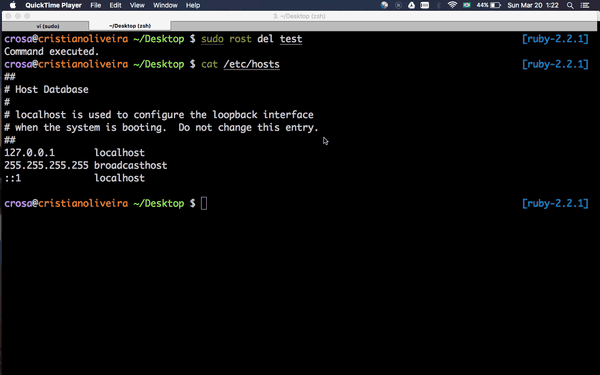 QuickTime Player File Edit View Window Help 44% Sun Mar 20 1:22
3. ~/Desktop (zsh)
vi (sudo) ~/Desktop (zsh)
crosa@cristianoliveira ~/Desktop $ sudo rost del test [ruby-2.2.1]
Command executed.
crosa@cristianoliveira ~/Desktop $ cat /etc/hosts [ruby-2.2.1]
##
# Host Database
#
# localhost is used to configure the loopback interface
# when the system is booting.  Do not change this entry.
##
127.0.0.1 localhost
255.255.255.255 broadcasthost
::1 localhost
crosa@cristianoliveira ~/Desktop $ [ruby-2.2.1]